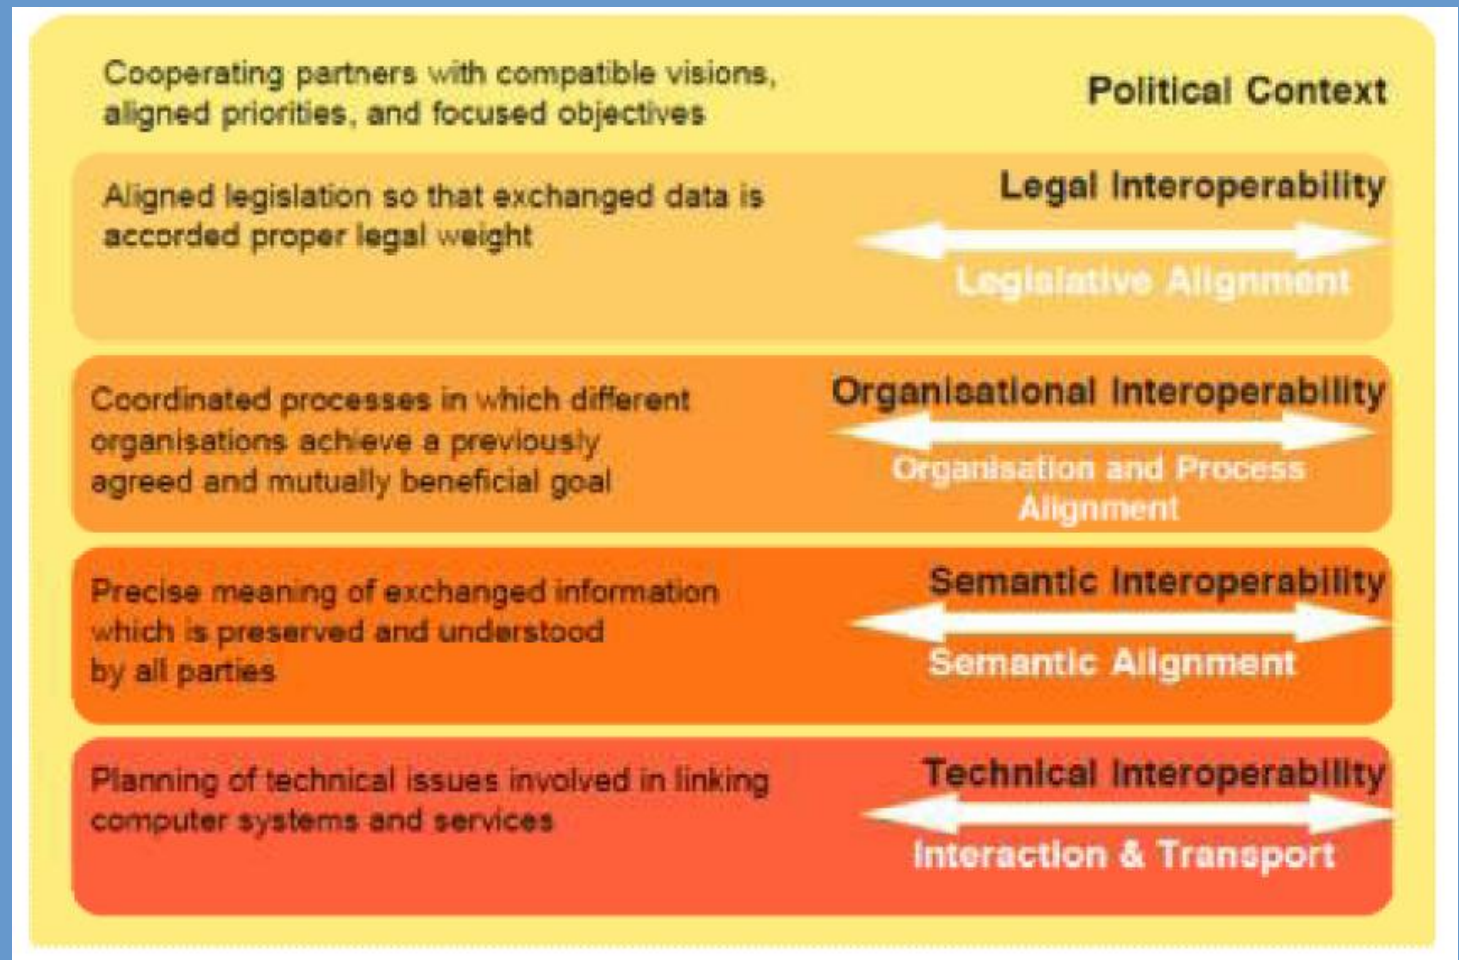 Cooperating partners with compatible visions,
aligned priorities, and focused objectives
Political Context
Aligned legislation so that exchanged data is
accorded proper legal weight
Legal Interoperability
Legislative Alignment
Coordinated processes in which different
organisations achieve a previously
agreed and mutually beneficial goal
Organisational Interoperability
Organisation and Process
Alignment
Precise meaning of exchanged information
which is preserved and understood
by all parties
Semantic Interoperability
Semantic Alignment
Planning of technical issues involved in linking
computer systems and services
Technical Interoperability
Interaction & Transport